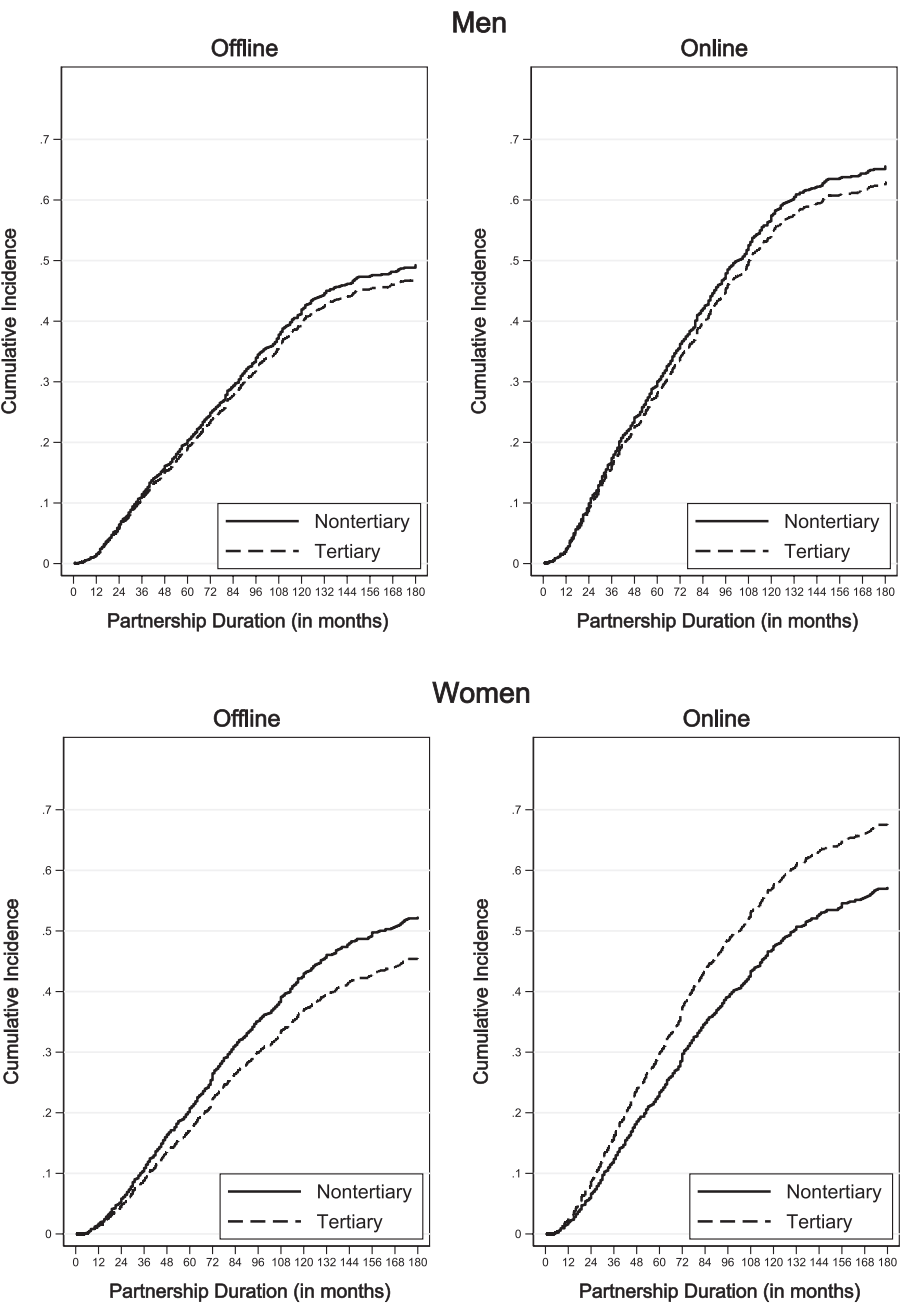 Men
Offline
Online
Cumulative Incidence
.7
.6
.5
.4
.3
.2
.1
0
Nontertiary
Tertiary
0 12 24 36 48 60 72 84 96 108 120 132 144 156 168 180
Partnership Duration (in months)
Cumulative Incidence
.7
.6
.5
.4
.3
.2
.1
0
Nontertiary
Tertiary
0 12 24 36 48 60 72 84 96 108 120 132 144 156 168 180
Partnership Duration (in months)
Women
Offline
Online
Cumulative Incidence
.7
.6
.5
.4
.3
.2
.1
0
Nontertiary
Tertiary
0 12 24 36 48 60 72 84 96 108 120 132 144 156 168 180
Partnership Duration (in months)
Cumulative Incidence
.7
.6
.5
.4
.3
.2
.1
0
Nontertiary
Tertiary
0 12 24 36 48 60 72 84 96 108 120 132 144 156 168 180
Partnership Duration (in months)